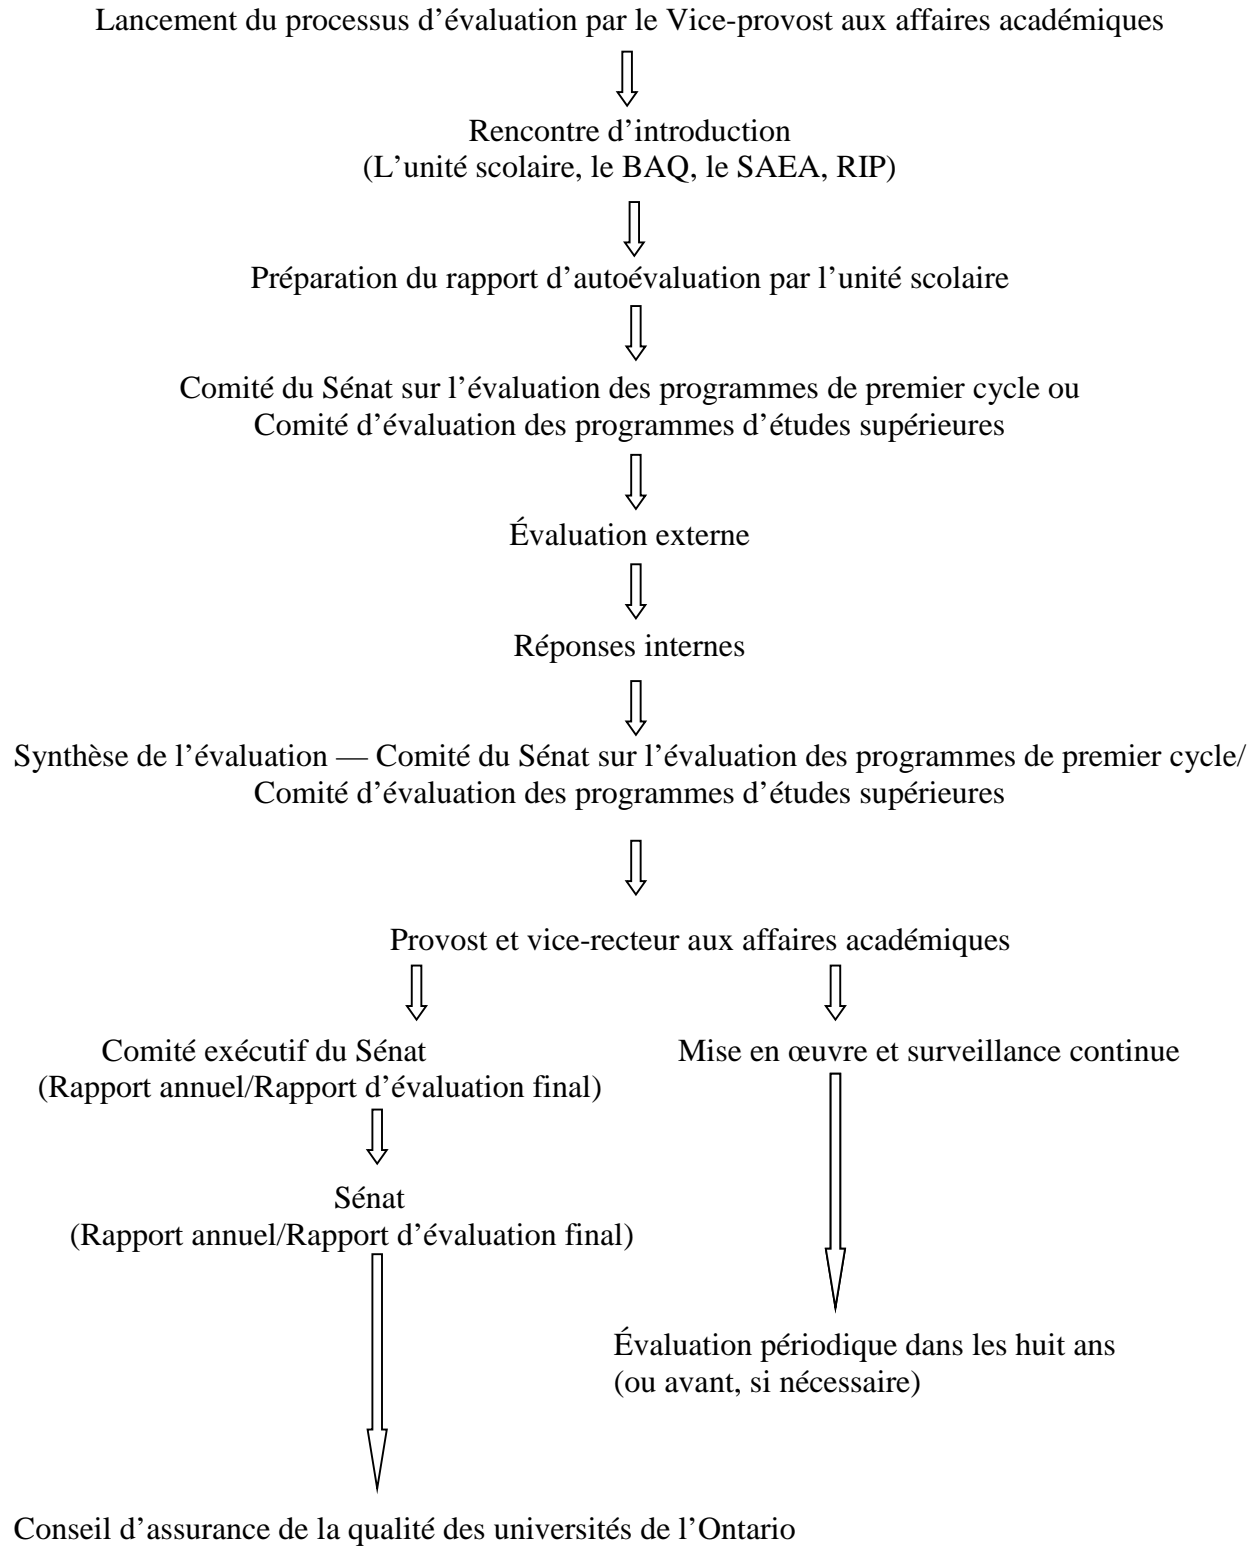 Lancement du processus d’évaluation par le Vice-provost aux affaires académiques
Rencontre d’introduction
(L’unité scolaire, le BAQ, le SAEA, RIP)
Préparation du rapport d’autoévaluation par l’unité scolaire
Comité du Sénat sur l’évaluation des programmes de premier cycle ou
Comité d’évaluation des programmes d’études supérieures
Évaluation externe
Réponses internes
Synthèse de l’évaluation — Comité du Sénat sur l’évaluation des programmes de premier cycle/
Comité d’évaluation des programmes d’études supérieures
Provost et vice-recteur aux affaires académiques
Comité exécutif du Sénat
(Rapport annuel/Rapport d’évaluation final)
Mise en œuvre et surveillance continue
Sénat
(Rapport annuel/Rapport d’évaluation final)
Évaluation périodique dans les huit ans
(ou avant, si nécessaire)
Conseil d’assurance de la qualité des universités de l’Ontario